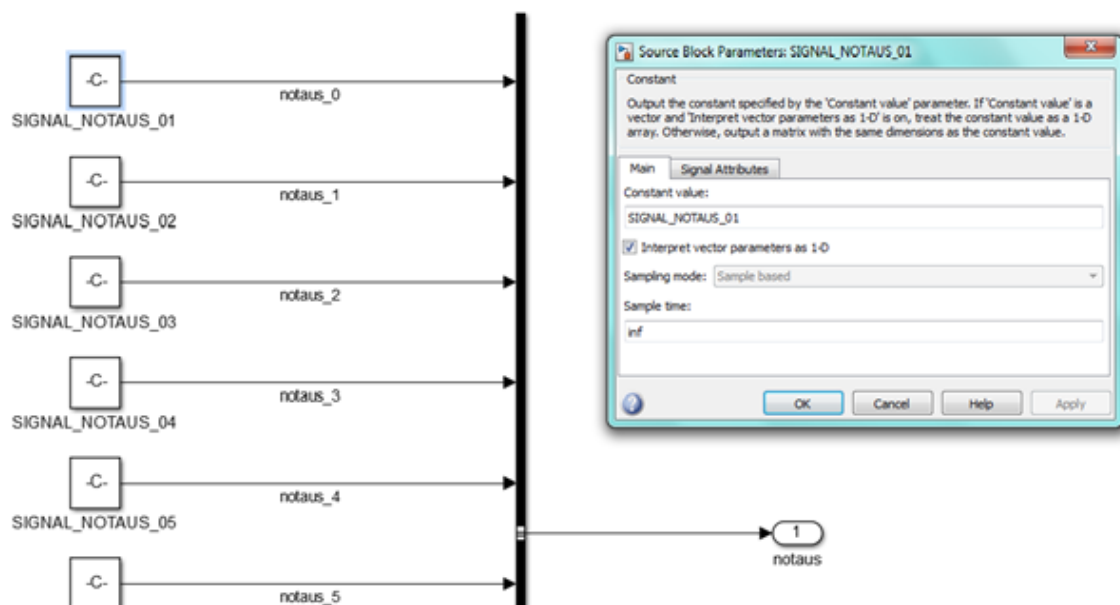 -C-
notaus_0
SIGNAL_NOTAUS_01
-C-
notaus_1
SIGNAL_NOTAUS_02
-C-
notaus_2
SIGNAL_NOTAUS_03
-C-
notaus_3
SIGNAL_NOTAUS_04
-C-
notaus_4
SIGNAL_NOTAUS_05
-C-
notaus_5
1
notaus
Source Block Parameters: SIGNAL_NOTAUS_01
Constant
Output the constant specified by the 'Constant value' parameter. If 'Constant value' is a
vector and 'Interpret vector parameters as 1-D' is on, treat the constant value as a 1-D
array. Otherwise, output a matrix with the same dimensions as the constant value.
Main
Signal Attributes
Constant value:
SIGNAL_NOTAUS_01
Interpret vector parameters as 1-D
Sampling mode: Sample based
Sample time:
inf
OK
Cancel
Help
Apply